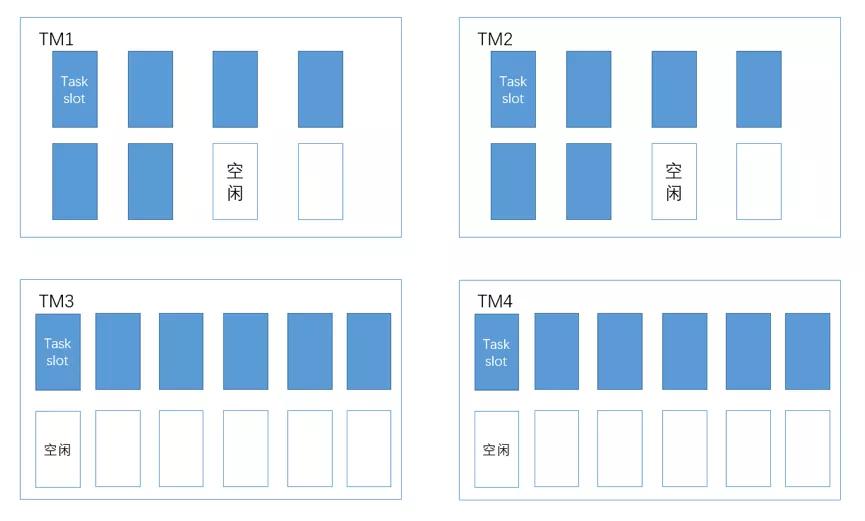 TM1
Task
slot
空
闲
TM2
Task
slot
空
闲
TM3
Task
slot
空闲
TM4
Task
slot
空闲